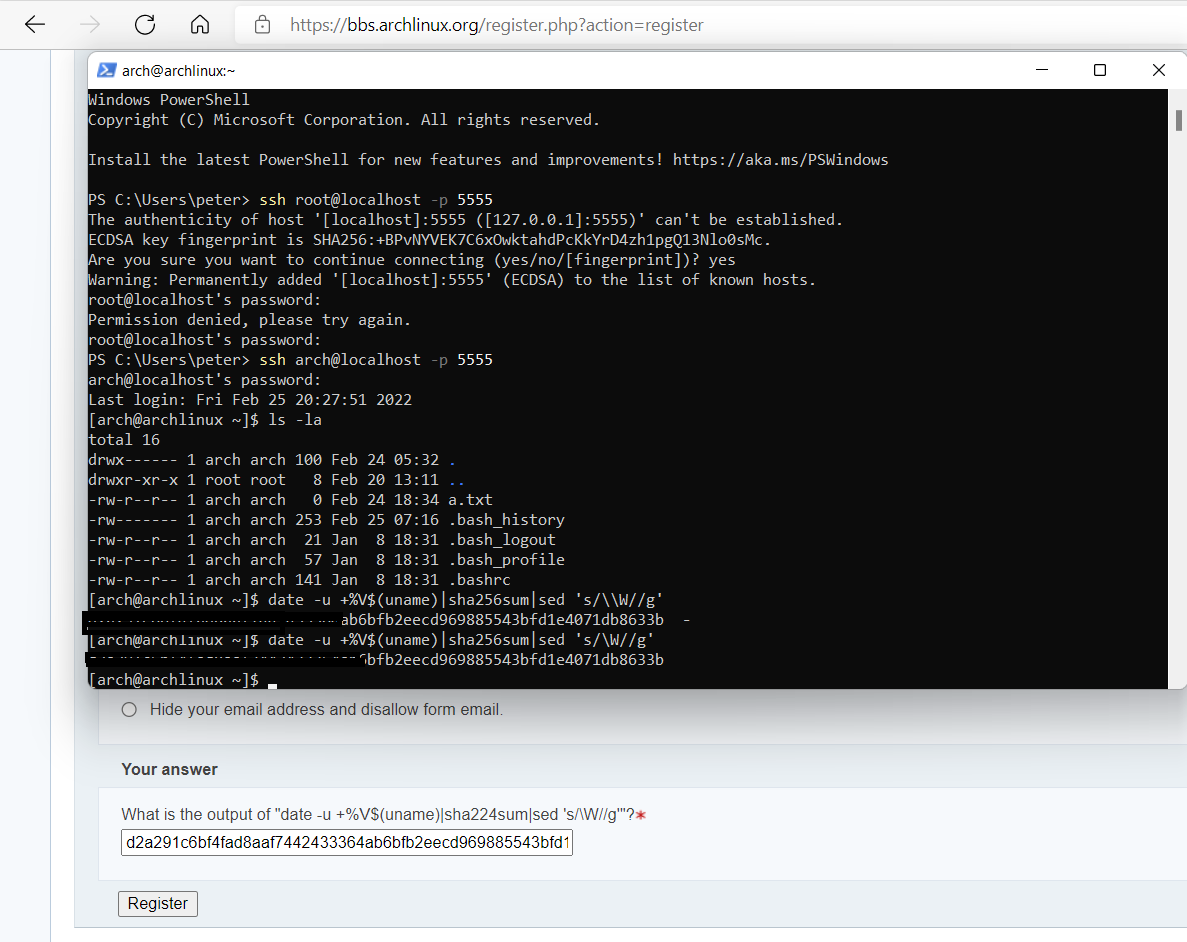 https://bbs.archlinux.org/register.php?action=register
arch@archlinux:~
Windows PowerShell
Copyright (C) Microsoft Corporation. All rights reserved.
Install the latest PowerShell for new features and improvements! https://aka.ms/PSWindows
PS C:\Users\peter> ssh root@localhost -p 5555
The authenticity of host '[localhost]:5555 ([127.0.0.1]:5555)' can't be established.
ECDSA key fingerprint is SHA256:+BPvNYVEK7C6xOwktahdPcKkYrD4zh1pgQ13Nlo0sMc.
Are you sure you want to continue connecting (yes/no/[fingerprint])? yes
Warning: Permanently added '[localhost]:5555' (ECDSA) to the list of known hosts.
root@localhost's password:
Permission denied, please try again.
root@localhost's password:
PS C:\Users\peter> ssh arch@localhost -p 5555
arch@localhost's password:
Last login: Fri Feb 25 20:27:51 2022
[arch@archlinux ~]$ ls -la
total 16
drwx------ 1 arch arch 100 Feb 24 05:32 .
drwxr-xr-x 1 root root   8 Feb 20 13:11 ..
-rw-r--r-- 1 arch arch   0 Feb 24 18:34 a.txt
-rw------- 1 arch arch 253 Feb 25 07:16 .bash_history
-rw-r--r-- 1 arch arch  21 Jan  8 18:31 .bash_logout
-rw-r--r-- 1 arch arch  57 Jan  8 18:31 .bash_profile
-rw-r--r-- 1 arch arch 141 Jan  8 18:31 .bashrc
[arch@archlinux ~]$ date -u +%V$(uname)|sha256sum|sed 's/\\W//g'
ab6bfb2eecd969885543bfd1e4071db8633b  -
[arch@archlinux ~]$ date -u +%V$(uname)|sha256sum|sed 's/\W//g'
6bfb2eecd969885543bfd1e4071db8633b
[arch@archlinux ~]$
Hide your email address and disallow form email.
Your answer
What is the output of "date -u +%V$(uname)|sha224sum|sed 's/\W//g'"?*
d2a291c6bf4fad8aaf7442433364ab6bfb2eecd969885543bfd1
Register